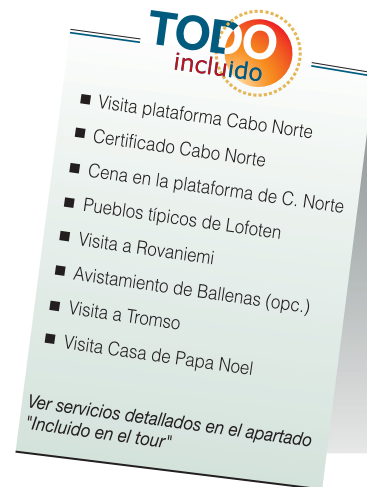 TODO
incluido
■ Visita plataforma Cabo Norte
■ Certificado Cabo Norte
■ Cena en la plataforma de C. Norte
■ Pueblos típicos de Lofoten
■ Visita a Rovaniemi
■ Avistamiento de Ballenas (opc.)
■ Visita a Tromso
■ Visita Casa de Papa Noel
Ver servicios detallados en el apartado
"Incluido en el tour"